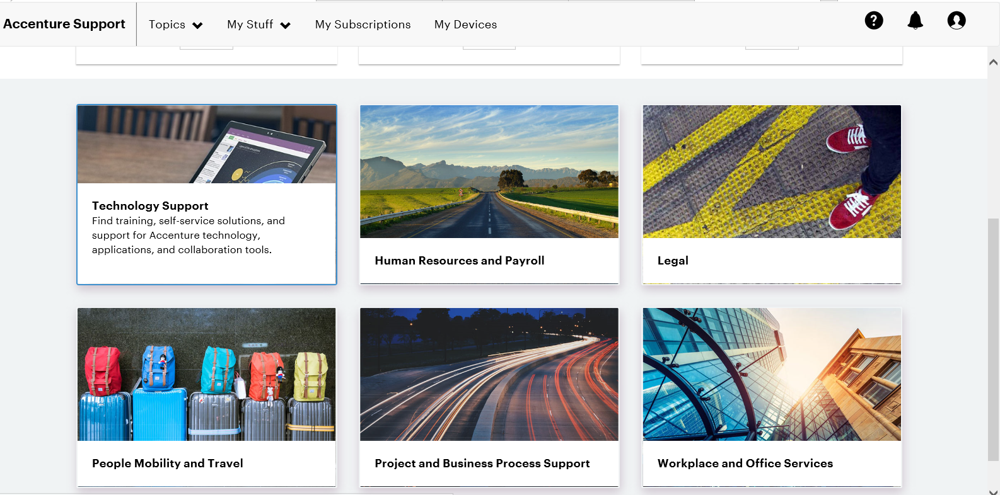 Accenture Support
Topics
My Stuff
My Subscriptions
My Devices
?
Technology Support
Find training, self-service solutions, and
support for Accenture technology,
applications, and collaboration tools.
Human Resources and Payroll
Legal
People Mobility and Travel
Project and Business Process Support
Workplace and Office Services